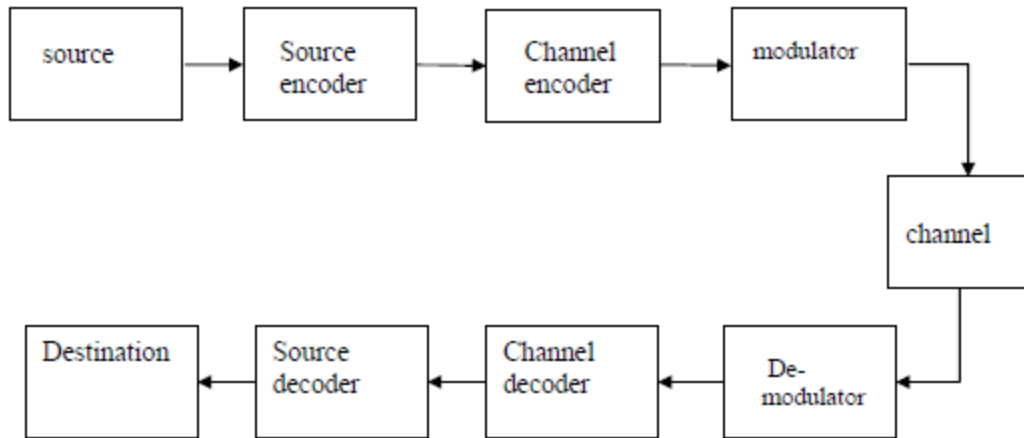 source
Source
encoder
Channel
encoder
modulator
channel
Destination
Source
decoder
Channel
decoder
De-
modulator